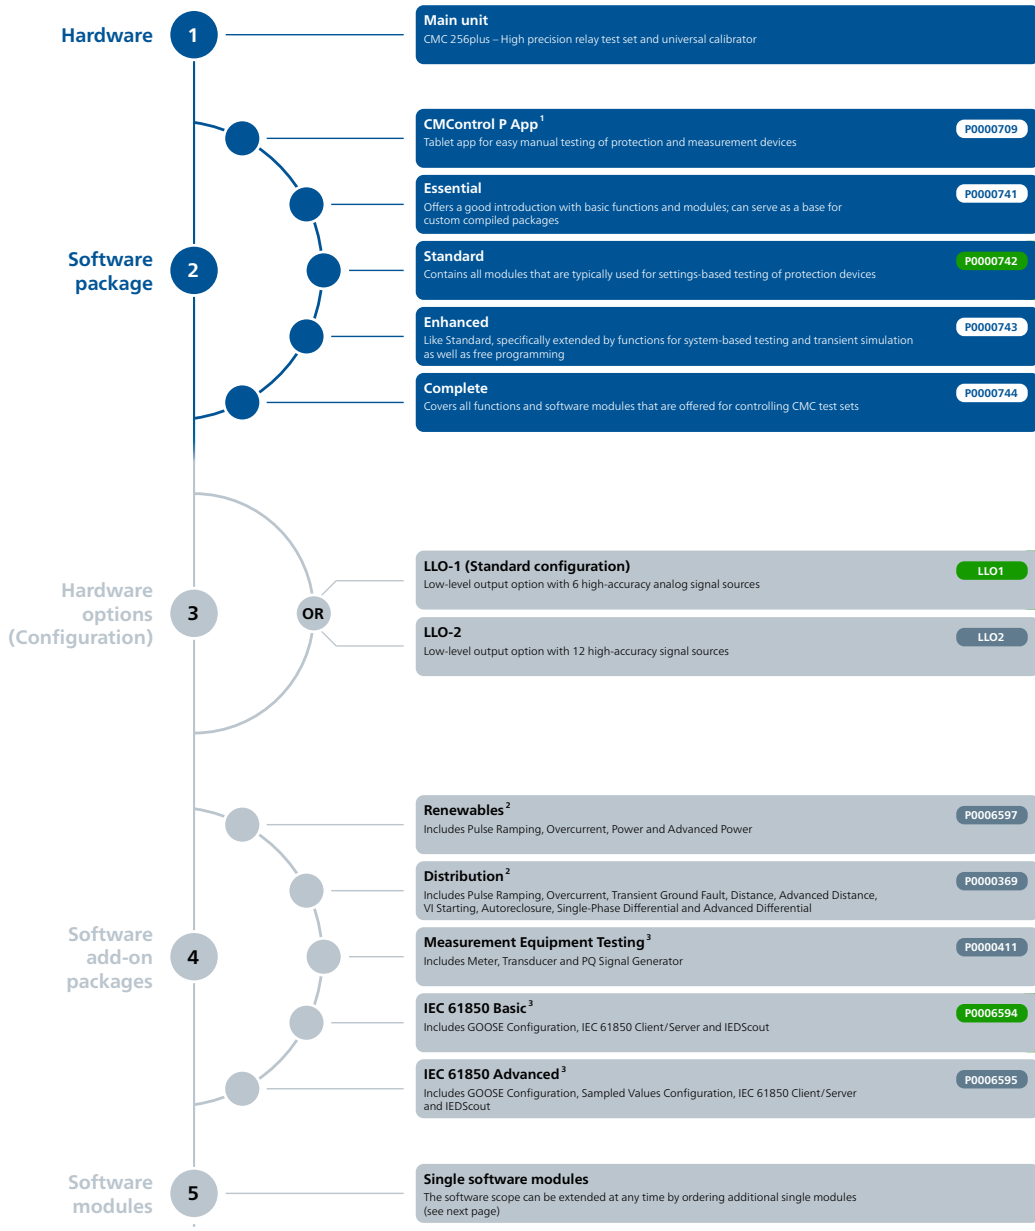 Hardware
1
Main unit
CMC 256plus – High precision relay test set and universal calibrator
Software
package
2
CMControl P App¹
P0000709
Tablet app for easy manual testing of protection and measurement devices
Essential
P0000741
Offers a good introduction with basic functions and modules; can serve as a base for
custom compiled packages
Standard
P0000742
Contains all modules that are typically used for settings-based testing of protection devices
Enhanced
P0000743
Like Standard, specifically extended by functions for system-based testing and transient simulation
as well as free programming
Complete
P0000744
Covers all functions and software modules that are offered for controlling CMC test sets
Hardware
options
(Configuration)
3
OR
LLO-1 (Standard configuration)
LLO1
Low-level output option with 6 high-accuracy analog signal sources
LLO-2
LLO2
Low-level output option with 12 high-accuracy signal sources
Software
add-on
packages
4
Renewables²
P0006597
Includes Pulse Ramping, Overcurrent, Power and Advanced Power
Distribution²
P0000369
Includes Pulse Ramping, Overcurrent, Transient Ground Fault, Distance, Advanced Distance,
VI Starting, Autoreclosure, Single-Phase Differential and Advanced Differential
Measurement Equipment Testing³
P0000411
Includes Meter, Transducer and PQ Signal Generator
IEC 61850 Basic³
P0006594
Includes GOOSE Configuration, IEC 61850 Client/Server and IEDScout
IEC 61850 Advanced³
P0006595
Includes GOOSE Configuration, Sampled Values Configuration, IEC 61850 Client/Server
and IEDScout
Software
modules
5
Single software modules
The software scope can be extended at any time by ordering additional single modules
(see next page)